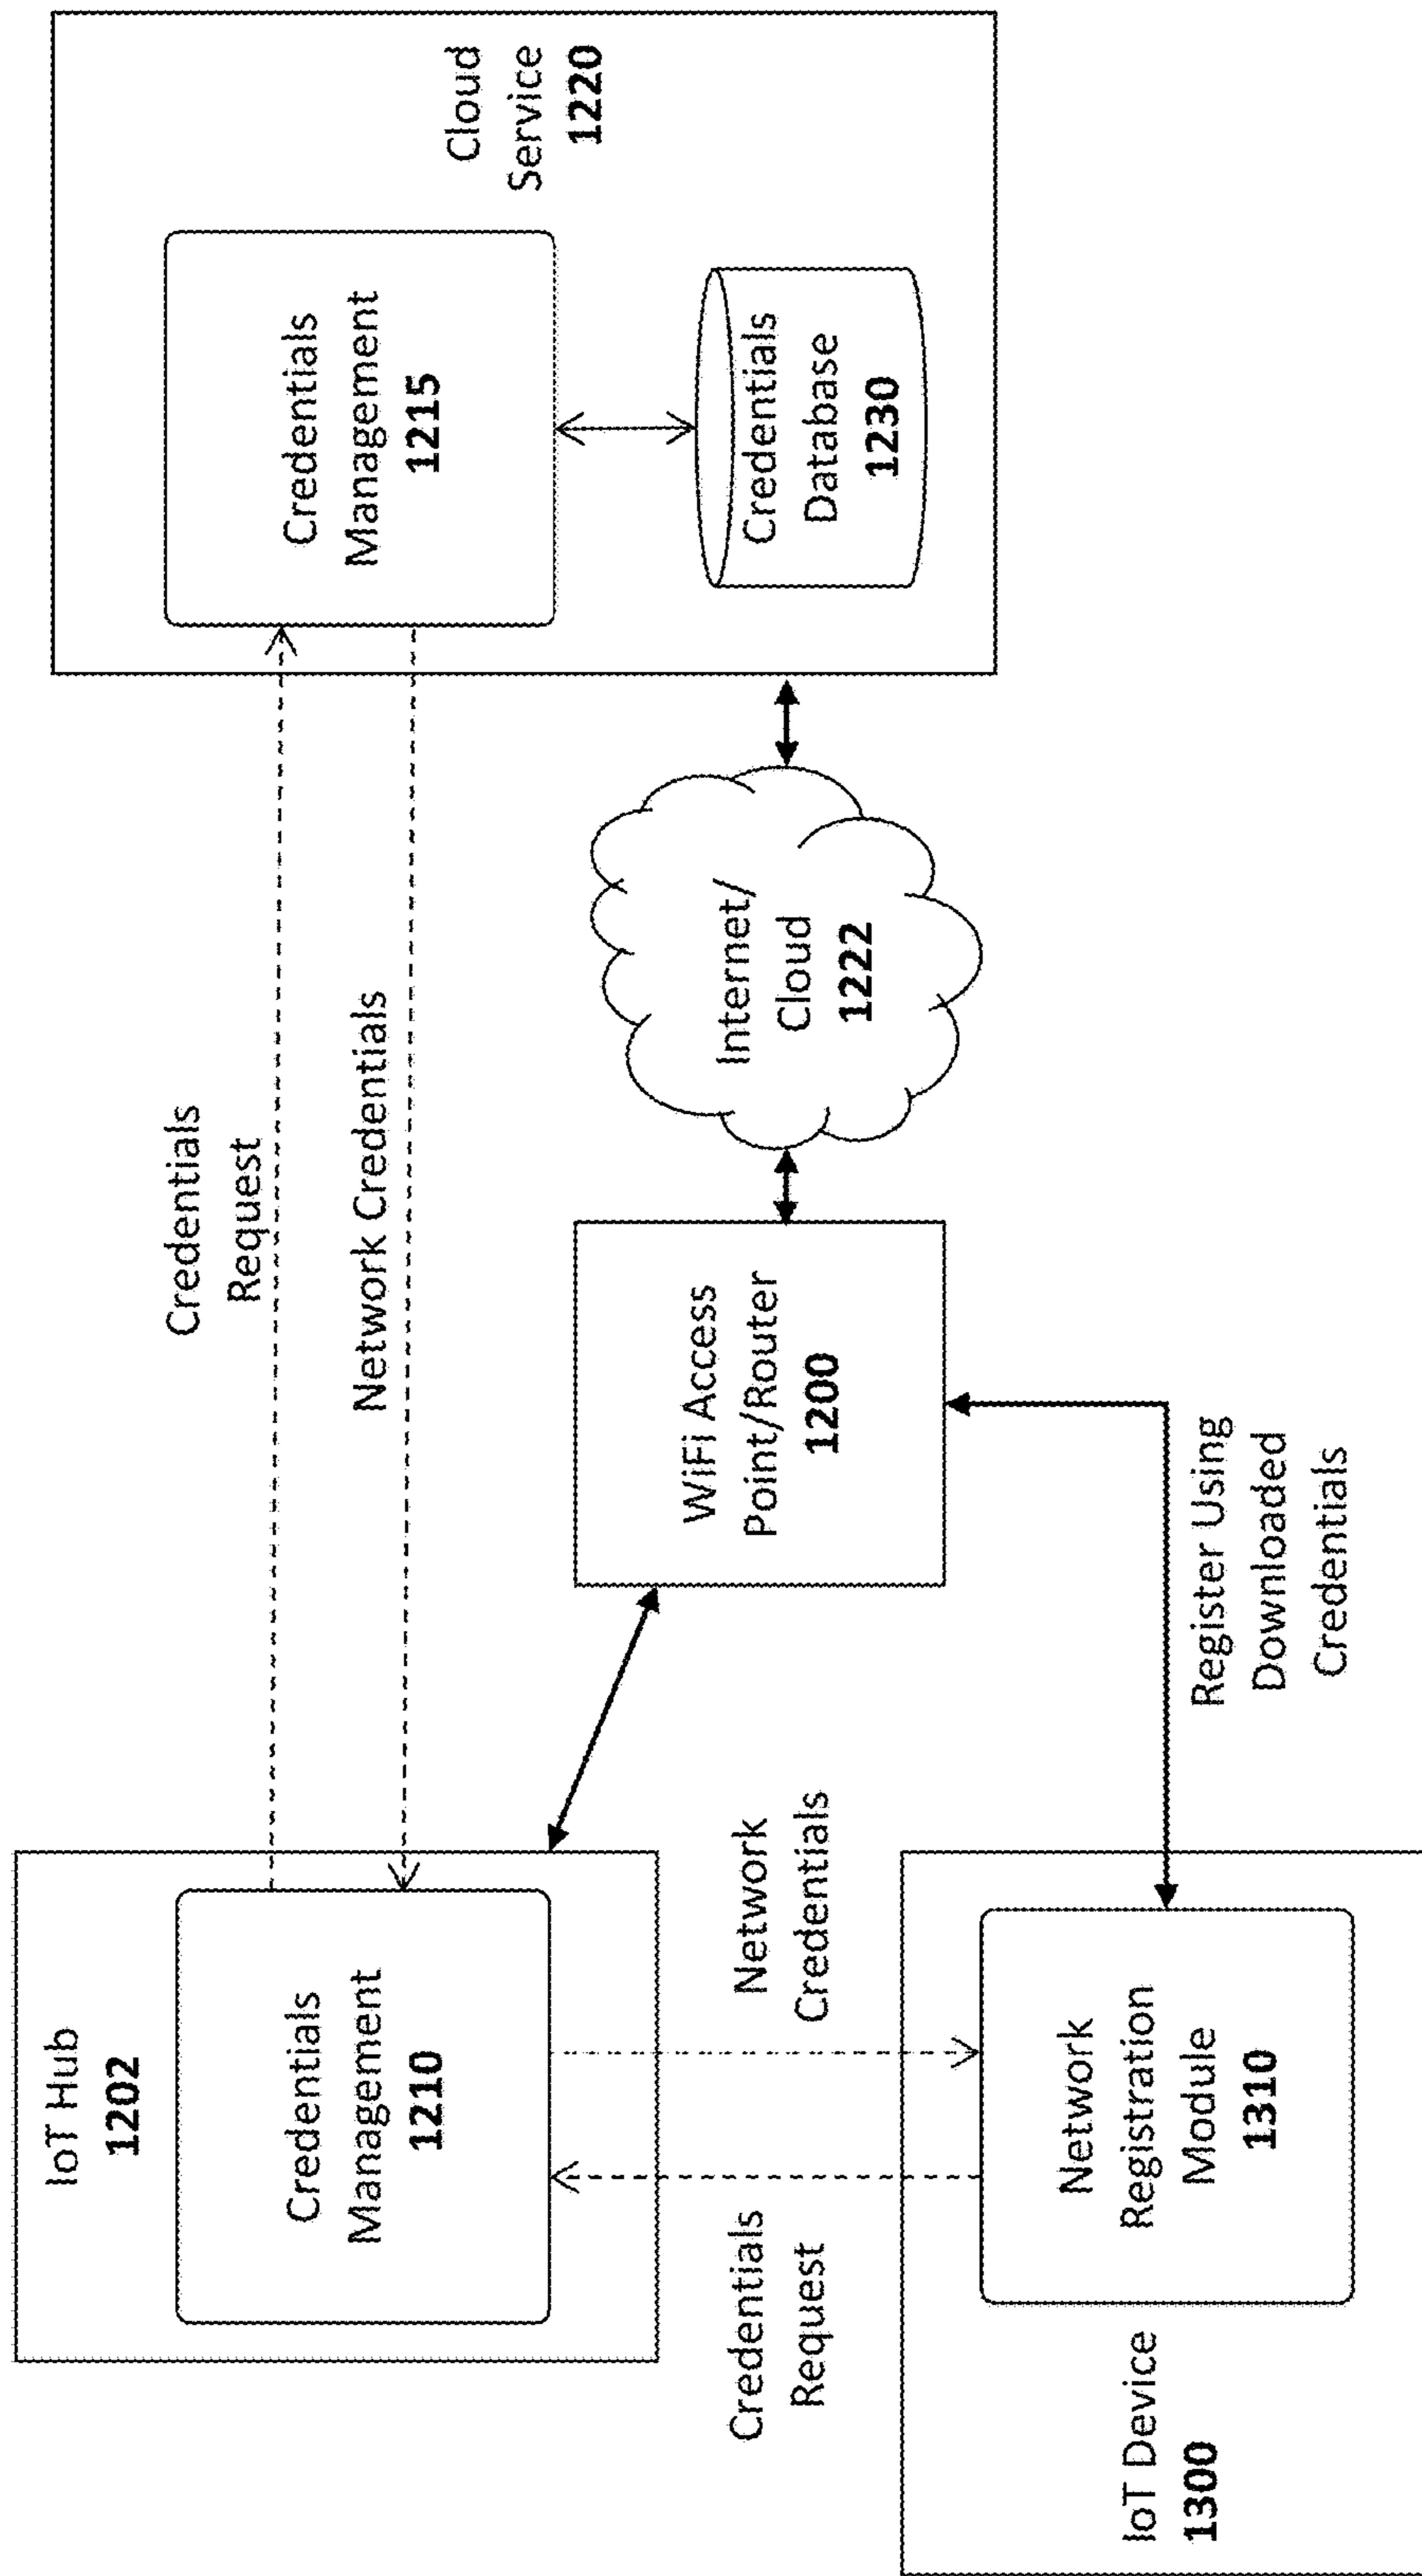 IoT Hub
1202
Credentials
Management
1210
Credentials
Request
Network Credentials
Cloud
Service
1220
Credentials
Management
1215
Credentials
Database
1230
Internet/
Cloud
1222
WiFi Access
Point/Router
1200
Credentials
Request
Network
Credentials
IoT Device
1300
Network
Registration
Module
1310
Register Using
Downloaded
Credentials